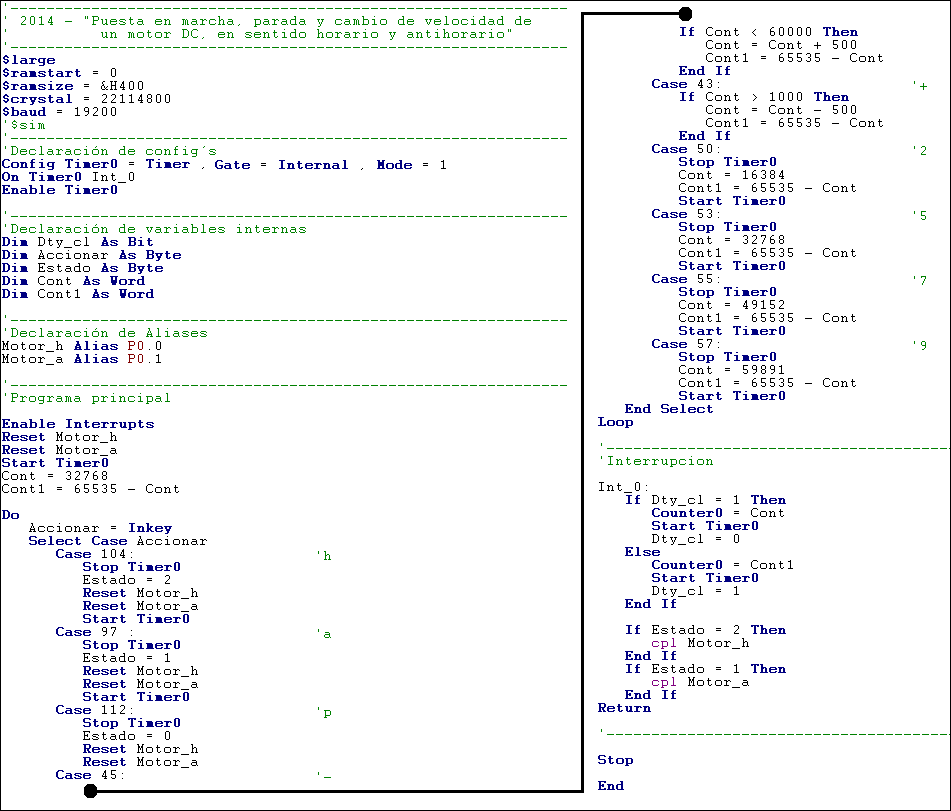 '--------------------------------------------------------------
' 2014 - "Puesta en marcha, parada y cambio de velocidad de
'         un motor DC, en sentido horario y antihorario"
'--------------------------------------------------------------
$large
$ramstart = 0
$ramsize = &H400
$crystal = 22114800
$baud = 19200
'$sim
'--------------------------------------------------------------
'Declaración de config´s
Config Timer0 = Timer , Gate = Internal , Mode = 1
On Timer0 Int_0
Enable Timer0
'--------------------------------------------------------------
'Declaración de variables internas
Dim Dty_cl As Bit
Dim Accionar As Byte
Dim Estado As Byte
Dim Cont As Word
Dim Cont1 As Word
'--------------------------------------------------------------
'Declaración de Aliases
Motor_h Alias P0.0
Motor_a Alias P0.1
'--------------------------------------------------------------
'Programa principal
Enable Interrupts
Reset Motor_h
Reset Motor_a
Start Timer0
Cont = 32768
Cont1 = 65535 - Cont
Do
   Accionar = Inkey
   Select Case Accionar
      Case 104:                    'h
         Stop Timer0
         Estado = 2
         Reset Motor_h
         Reset Motor_a
         Start Timer0
      Case 97 :                    'a
         Stop Timer0
         Estado = 1
         Reset Motor_h
         Reset Motor_a
         Start Timer0
      Case 112:                    'p
         Stop Timer0
         Estado = 0
         Reset Motor_h
         Reset Motor_a
      Case 45:                     '-
         If Cont < 60000 Then
            Cont = Cont + 500
            Cont1 = 65535 - Cont
         End If
      Case 43:                     '+
         If Cont > 1000 Then
            Cont = Cont - 500
            Cont1 = 65535 - Cont
         End If
      Case 50:                     '2
         Stop Timer0
         Cont = 16384
         Cont1 = 65535 - Cont
         Start Timer0
      Case 53:                     '5
         Stop Timer0
         Cont = 32768
         Cont1 = 65535 - Cont
         Start Timer0
      Case 55:                     '7
         Stop Timer0
         Cont = 49152
         Cont1 = 65535 - Cont
         Start Timer0
      Case 57:                     '9
         Stop Timer0
         Cont = 59891
         Cont1 = 65535 - Cont
         Start Timer0
   End Select
Loop
'---------------------------------------
'Interrupcion
Int_0:
   If Dty_cl = 1 Then
      Counter0 = Cont
      Start Timer0
      Dty_cl = 0
   Else
      Counter0 = Cont1
      Start Timer0
      Dty_cl = 1
   End If
   If Estado = 2 Then
      cpl Motor_h
   End If
   If Estado = 1 Then
      cpl Motor_a
   End If
Return
'---------------------------------------
Stop
End